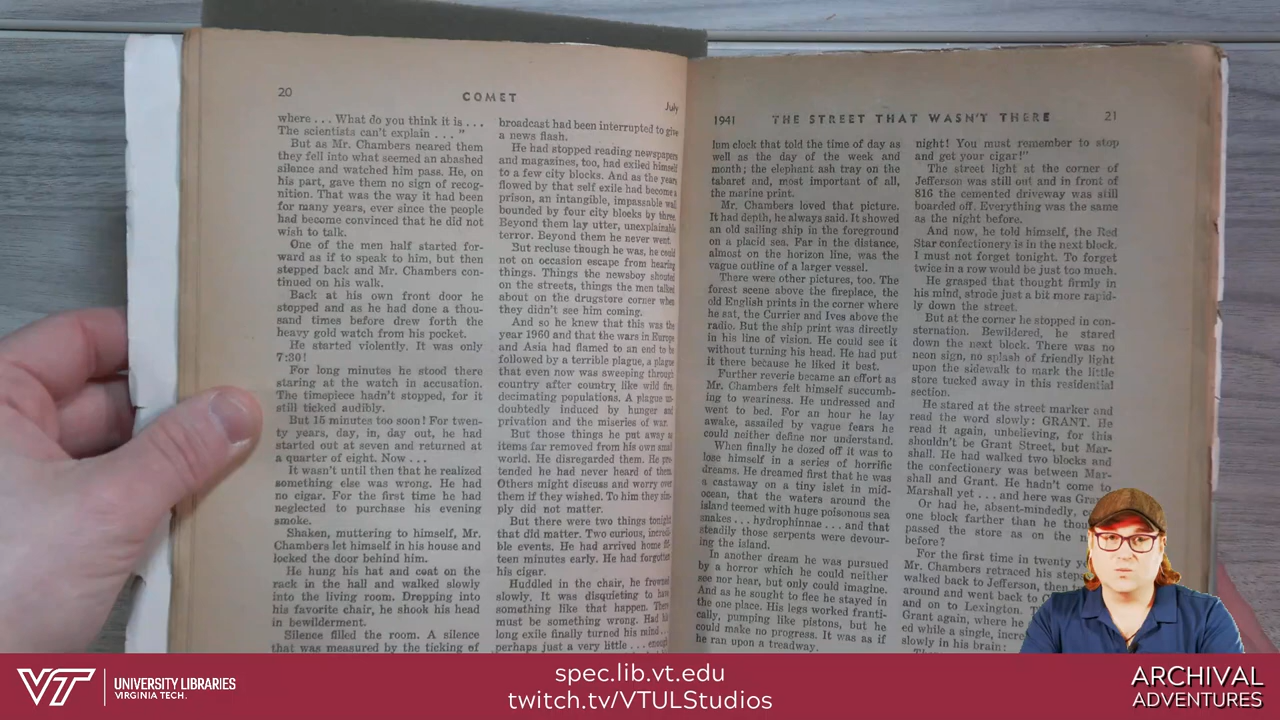 20
COMET
July
where . . . What do you think it is . . .
The scientists can't explain . . . "
But as Mr. Chambers neared them
they fell into what seemed an abashed
silence and watched him pass. He, on
his part, gave them no sign of recog-
nition. That was the way it had been
for many years, ever since the people
had become convinced that he did not
wish to talk.
One of the men half started for-
ward as if to speak to him, but then
stepped back and Mr. Chambers con-
tinued on his walk.
Back at his own front door he
stopped and as he had done a thou-
sand times before drew forth the
heavy gold watch from his pocket.
He started violently. It was only
7:30!
For long minutes he stood there
staring at the watch in accusation.
The timepiece hadn't stopped, for it
still ticked audibly.
But 15 minutes too soon! For twen-
ty years, day in, day out, he had
started out at seven and returned at
a quarter of eight. Now . . .
It wasn't until then that he realized
something else was wrong. He had
no cigar. For the first time he had
neglected to purchase his evening
smoke.
Shaken, muttering to himself, Mr.
Chambers let himself in his house and
locked the door behind him.
He hung his hat and coat on the
rack in the hall and walked slowly
into the living room. Dropping into
his favorite chair, he shook his head
in bewilderment.
Silence filled the room. A silence
that was measured by the ticking of
broadcast had been interrupted to give
a news flash.
He had stopped reading newspapers
and magazines, too, had exiled himself
to a few city blocks. And as the years
flowed by that self exile had become a
prison, an intangible, impassable wall
bounded by four city blocks by three.
Beyond them lay utter, unexplainable
terror. Beyond them he never went.
But recluse though he was, he could
not on occasion escape from hearing
things. Things the newsboy shouted
on the streets, things the men talked
about on the drugstore corner when
they didn't see him coming.
And so he knew that this was the
year 1960 and that the wars in Europe
and Asia had flamed to an end to be
followed by a terrible plague, a plague
that even now was sweeping through
country after country like wild fire,
decimating populations. A plague un-
doubtedly induced by hunger and
privation and the miseries of war.
But those things he put away as
items far removed from his own small
world. He disregarded them. He pre-
tended he had never heard of them.
Others might discuss and worry over
them if they wished. To him they sim-
ply did not matter.
But there were two things tonight
that did matter. Two curious, incredi-
ble events. He had arrived home fif-
teen minutes early. He had forgotten
his cigar.
Huddled in the chair, he frowned
slowly. It was disquieting to have
something like that happen. There
must be something wrong. Had his
long exile finally turned his mind . . .
perhaps just a very little . . . enough
1941
THE STREET THAT WASN'T THERE
21
lum clock that told the time of day as
well as the day of the week and
month; the elephant ash tray on the
tabaret and, most important of all,
the marine print.
Mr. Chambers loved that picture.
It had depth, he always said. It showed
an old sailing ship in the foreground
on a placid sea. Far in the distance,
almost on the horizon line, was the
vague outline of a larger vessel.
There were other pictures, too. The
forest scene above the fireplace, the
old English prints in the corner where
he sat, the Currier and Ives above the
radio. But the ship print was directly
in his line of vision. He could see it
without turning his head. He had put
it there because he liked it best.
Further reverie became an effort as
Mr. Chambers felt himself succumb-
ing to weariness. He undressed and
went to bed. For an hour he lay
awake, assailed by vague fears he
could neither define nor understand.
When finally he dozed off it was to
lose himself in a series of horrific
dreams. He dreamed first that he was
a castaway on a tiny islet in mid-
ocean, that the waters around the
island teemed with huge poisonous sea
snakes . . . hydrophinnae . . . and that
steadily those serpents were devour-
ing the island.
In another dream he was pursued
by a horror which he could neither
see nor hear, but only could imagine.
And as he sought to flee he stayed in
the one place. His legs worked franti-
cally, pumping like pistons, but he
could make no progress. It was as if
he ran upon a treadway.
night! You must remember to stop
and get your cigar!"
The street light at the corner of
Jefferson was still out and in front of
816 the cemented driveway was still
boarded off. Everything was the same
as the night before.
And now, he told himself, the Red
Star confectionery is in the next block.
I must not forget tonight. To forget
twice in a row would be just too much.
He grasped that thought firmly in
his mind, strode just a bit more rapid-
ly down the street.
But at the corner he stopped in con-
sternation. Bewildered, he stared
down the next block. There was no
neon sign, no splash of friendly light
upon the sidewalk to mark the little
store tucked away in this residential
section.
He stared at the street marker and
read the word slowly: GRANT. He
read it again, unbelieving, for this
shouldn't be Grant Street, but Mar-
shall. He had walked two blocks and
the confectionery was between Mar-
shall and Grant. He hadn't come to
Marshall yet . . . and here was Grant.
Or had he, absent-mindedly,
one block farther than he
passed the store as on the
before?
For the first time in twenty
Mr. Chambers retraced his
walked back to Jefferson, then
around and went back to
and on to Lexington.
Grant again, where he
ed while a single,
slowly in his brain:
VT
UNIVERSITY LIBRARIES
VIRGINIA TECH.
spec.lib.vt.edu
twitch.tv/VTULStudios
ARCHIVAL
ADVENTURES